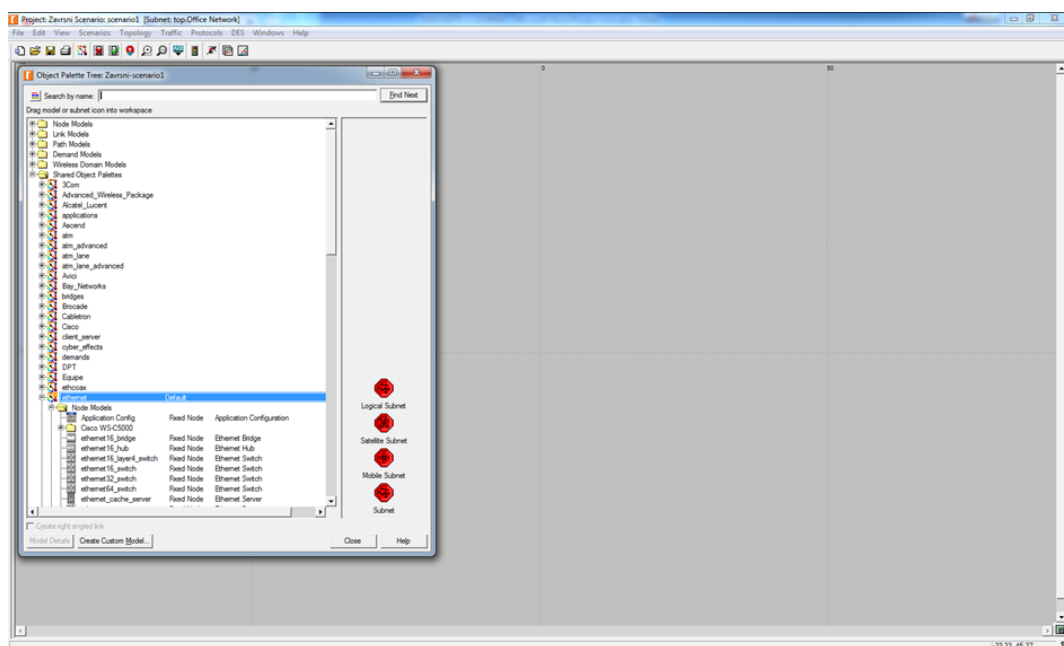 Project: Zavrsni Scenario: scenario1 [Subnet: top.Office Network]
File Edit View Scenarios Topology Traffic Protocols DES Windows Help
0 50
Object Palette Tree: Zavrsni-scenario1
Search by name: Find Next
Drag model or subnet icon into workspace
Node Models
Link Models
Path Models
Demand Models
Wireless Domain Models
Shared Object Palettes
3Com
Advanced_Wireless_Package
Alcatel_Lucent
applications
Ascend
atm
atm_advanced
atm_lane
atm_lane_advanced
Avici
Bay_Networks
bridges
Brocade
Cabletron
Cisco
client_server
cyber_effects
demands
DPT
Equipe
ethcoax
ethernet Default
Node Models
Application Config Fixed Node Application Configuration
Cisco WS-C5000
ethernet16_bridge Fixed Node Ethernet Bridge
ethernet16_hub Fixed Node Ethernet Hub
ethernet16_layer4_switch Fixed Node Ethernet Switch
ethernet16_switch Fixed Node Ethernet Switch
ethernet32_switch Fixed Node Ethernet Switch
ethernet64_switch Fixed Node Ethernet Switch
ethernet_cache_server Fixed Node Ethernet Server
Logical Subnet
Satellite Subnet
Mobile Subnet
Subnet
Create right angled link
Model Details Create Custom Model... Close Help